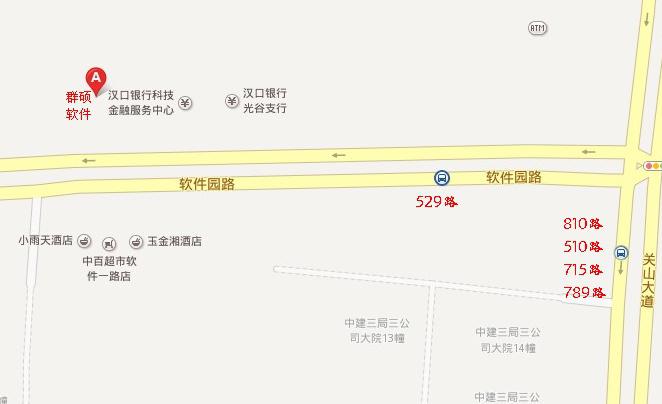 ATM
A
群硕
软件
汉口银行科技
金融服务中心
汉口银行
光谷支行
软件园路
软件园路
529路
810路
510路
715路
789路
小雨天酒店
玉金湘酒店
中百超市软
件一路店
关山大道
中建三局三公
司大院13幢
中建三局三公
司大院14幢
中建三局三公
幢